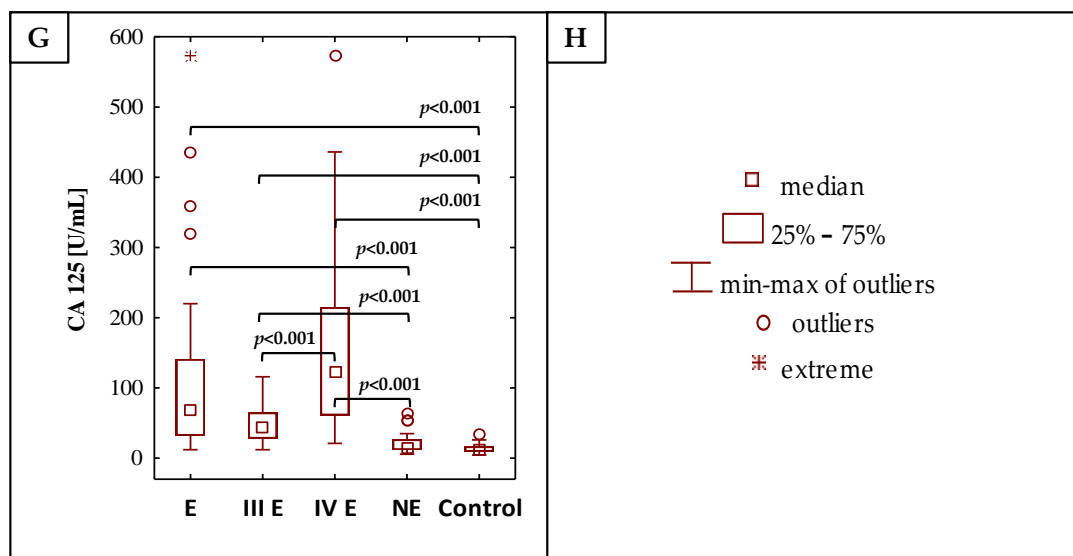 G
H
600
500
400
300
200
100
0
CA 125 [U/mL]
p<0.001
p<0.001
p<0.001
p<0.001
p<0.001
p<0.001
p<0.001
E III E IV E NE Control
median
25% – 75%
min-max of outliers
outliers
extreme